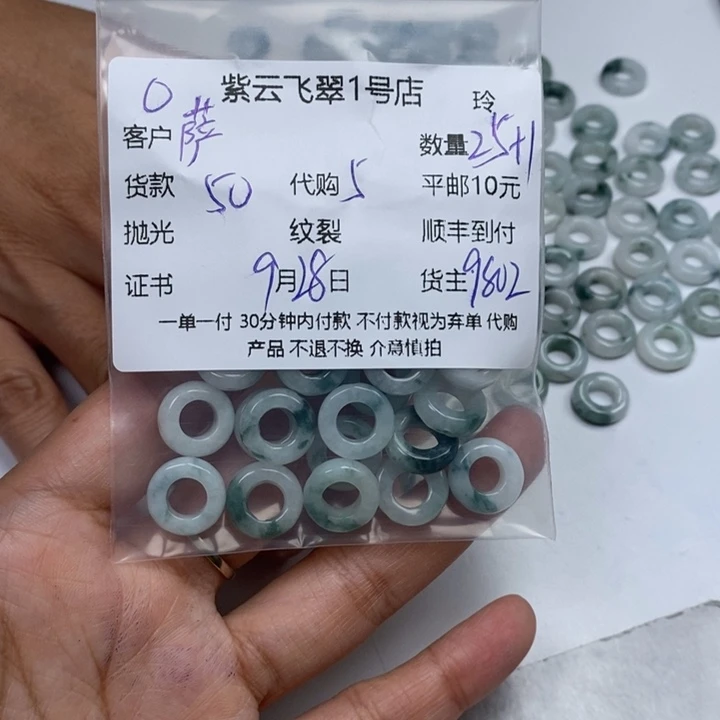 O 紫云飞翠1号店 玲
客户 萨 数量 25+1
货款 50 代购 5 平邮10元
抛光 纹裂 顺丰到付
证书 9月28日 货主 9802
一单一付 30分钟内付款 不付款视为弃单 代购
产品 不退不换 介意慎拍